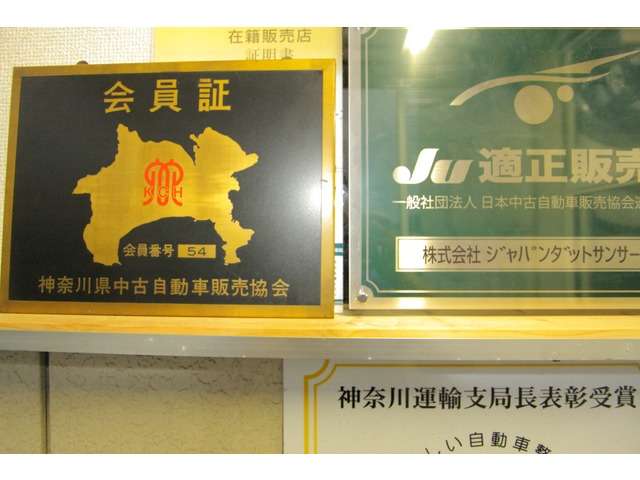 会員証
KCH
会員番号 54
神奈川県中古自動車販売協会
在籍販売店
証明書
JU 適正販売
一般社団法人 日本中古自動車販売協会
株式会社 ジャパンダットサンサー
神奈川運輸支局長表彰受賞
しい自動車整